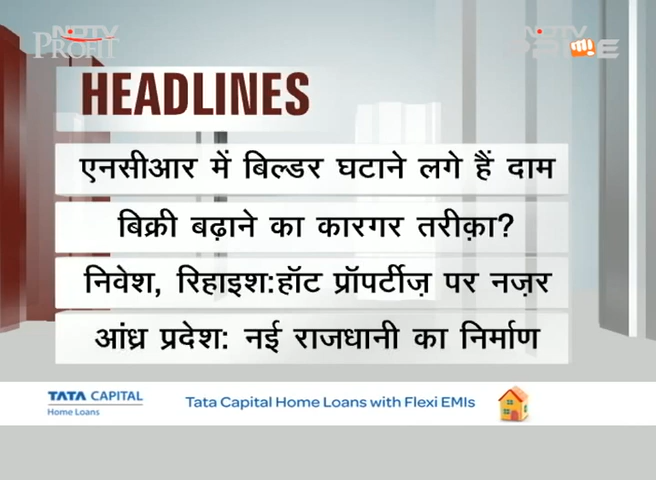 NDTV NDTV
PROFIT PRIME
HEADLINES
एनसीआर में बिल्डर घटाने लगे हैं दाम
बिक्री बढ़ाने का कारगर तरीक़ा?
निवेश, रिहाइश:हॉट प्रॉपर्टीज़ पर नज़र
आंध्र प्रदेश: नई राजधानी का निर्माण
TATA CAPITAL
Home Loans
Tata Capital Home Loans with Flexi EMIs